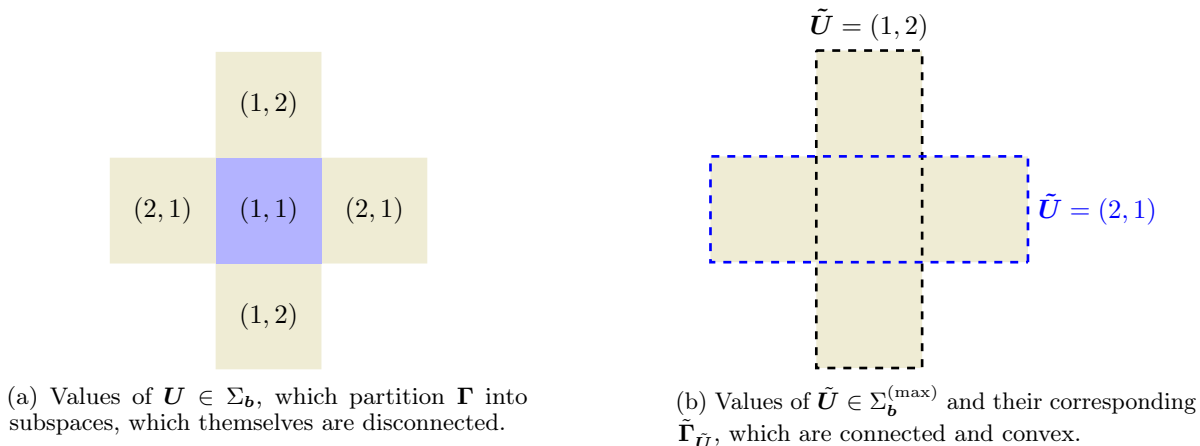 (1, 2)
(2, 1) (1, 1) (2, 1)
(1, 2)
(a) Values of U ∈ Σ_b, which partition Γ into
subspaces, which themselves are disconnected.
Ũ = (1, 2)
Ũ = (2, 1)
(b) Values of Ũ ∈ Σ_b^(max) and their corresponding
Γ̃_Ũ, which are connected and convex.